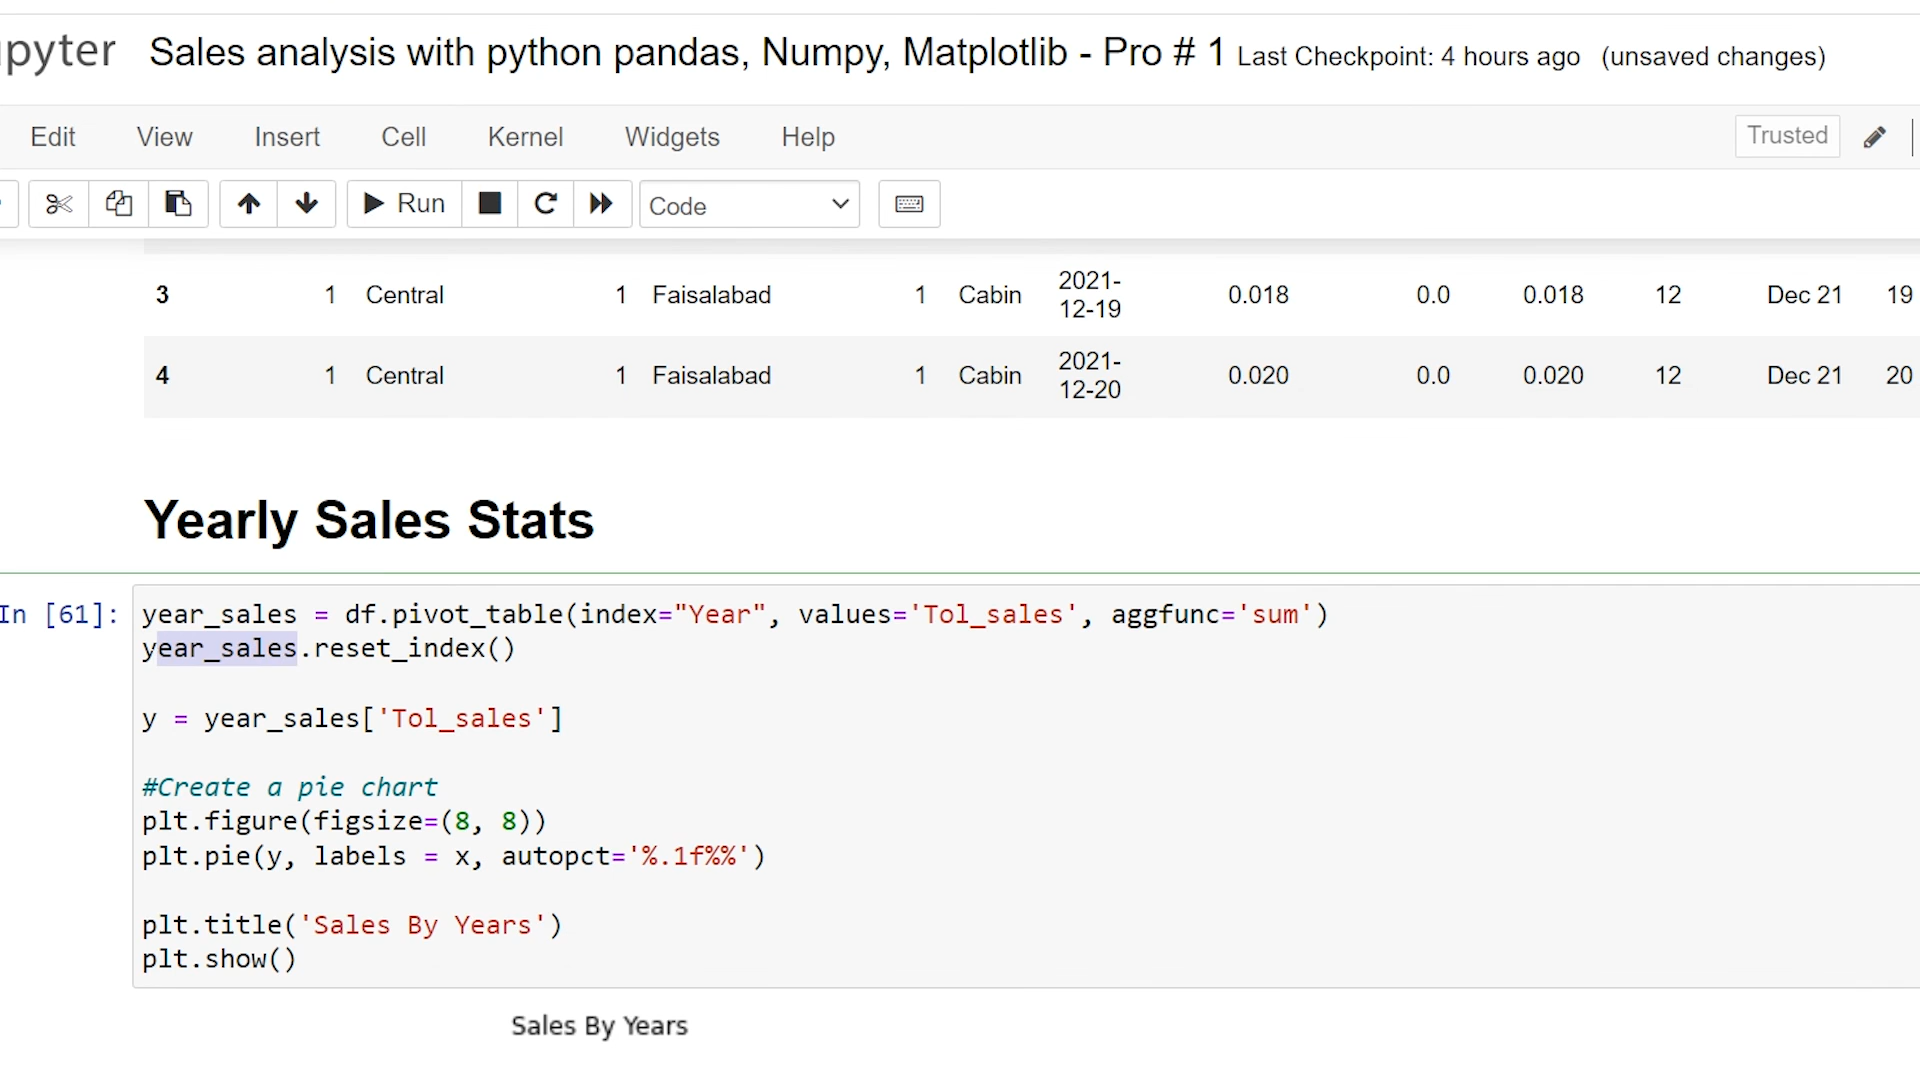 upyter Sales analysis with python pandas, Numpy, Matplotlib - Pro # 1 Last Checkpoint: 4 hours ago (unsaved changes)
Edit View Insert Cell Kernel Widgets Help Trusted
Run Code
3 1 Central 1 Faisalabad 1 Cabin 2021-12-19 0.018 0.0 0.018 12 Dec 21 19
4 1 Central 1 Faisalabad 1 Cabin 2021-12-20 0.020 0.0 0.020 12 Dec 21 20
Yearly Sales Stats
In [61]: year_sales = df.pivot_table(index="Year", values='Tol_sales', aggfunc='sum')
year_sales.reset_index()
y = year_sales['Tol_sales']
#Create a pie chart
plt.figure(figsize=(8, 8))
plt.pie(y, labels = x, autopct='%.1f%%')
plt.title('Sales By Years')
plt.show()
Sales By Years